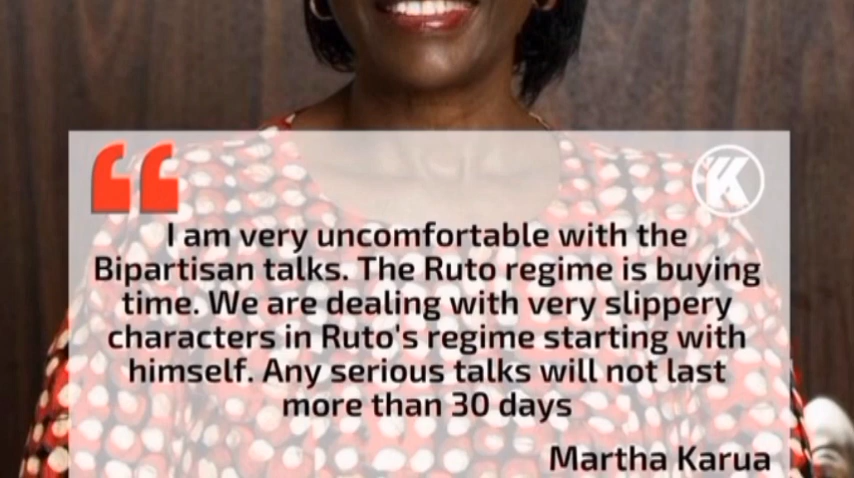 I am very uncomfortable with the
Bipartisan talks. The Ruto regime is buying
time. We are dealing with very slippery
characters in Ruto's regime starting with
himself. Any serious talks will not last
more than 30 days
Martha Karua